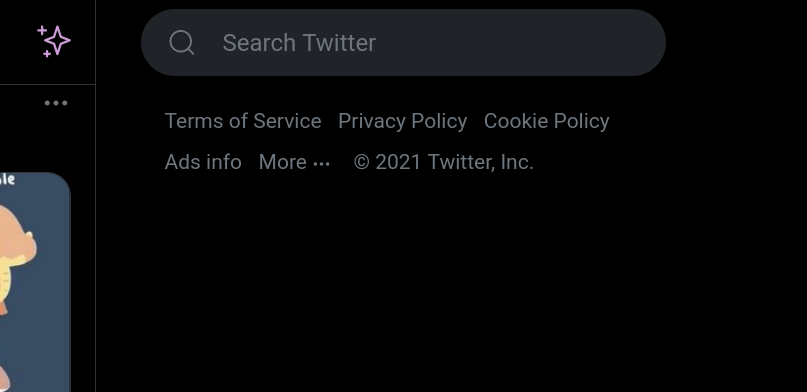 Search Twitter
Terms of Service Privacy Policy Cookie Policy
Ads info More ··· © 2021 Twitter, Inc.